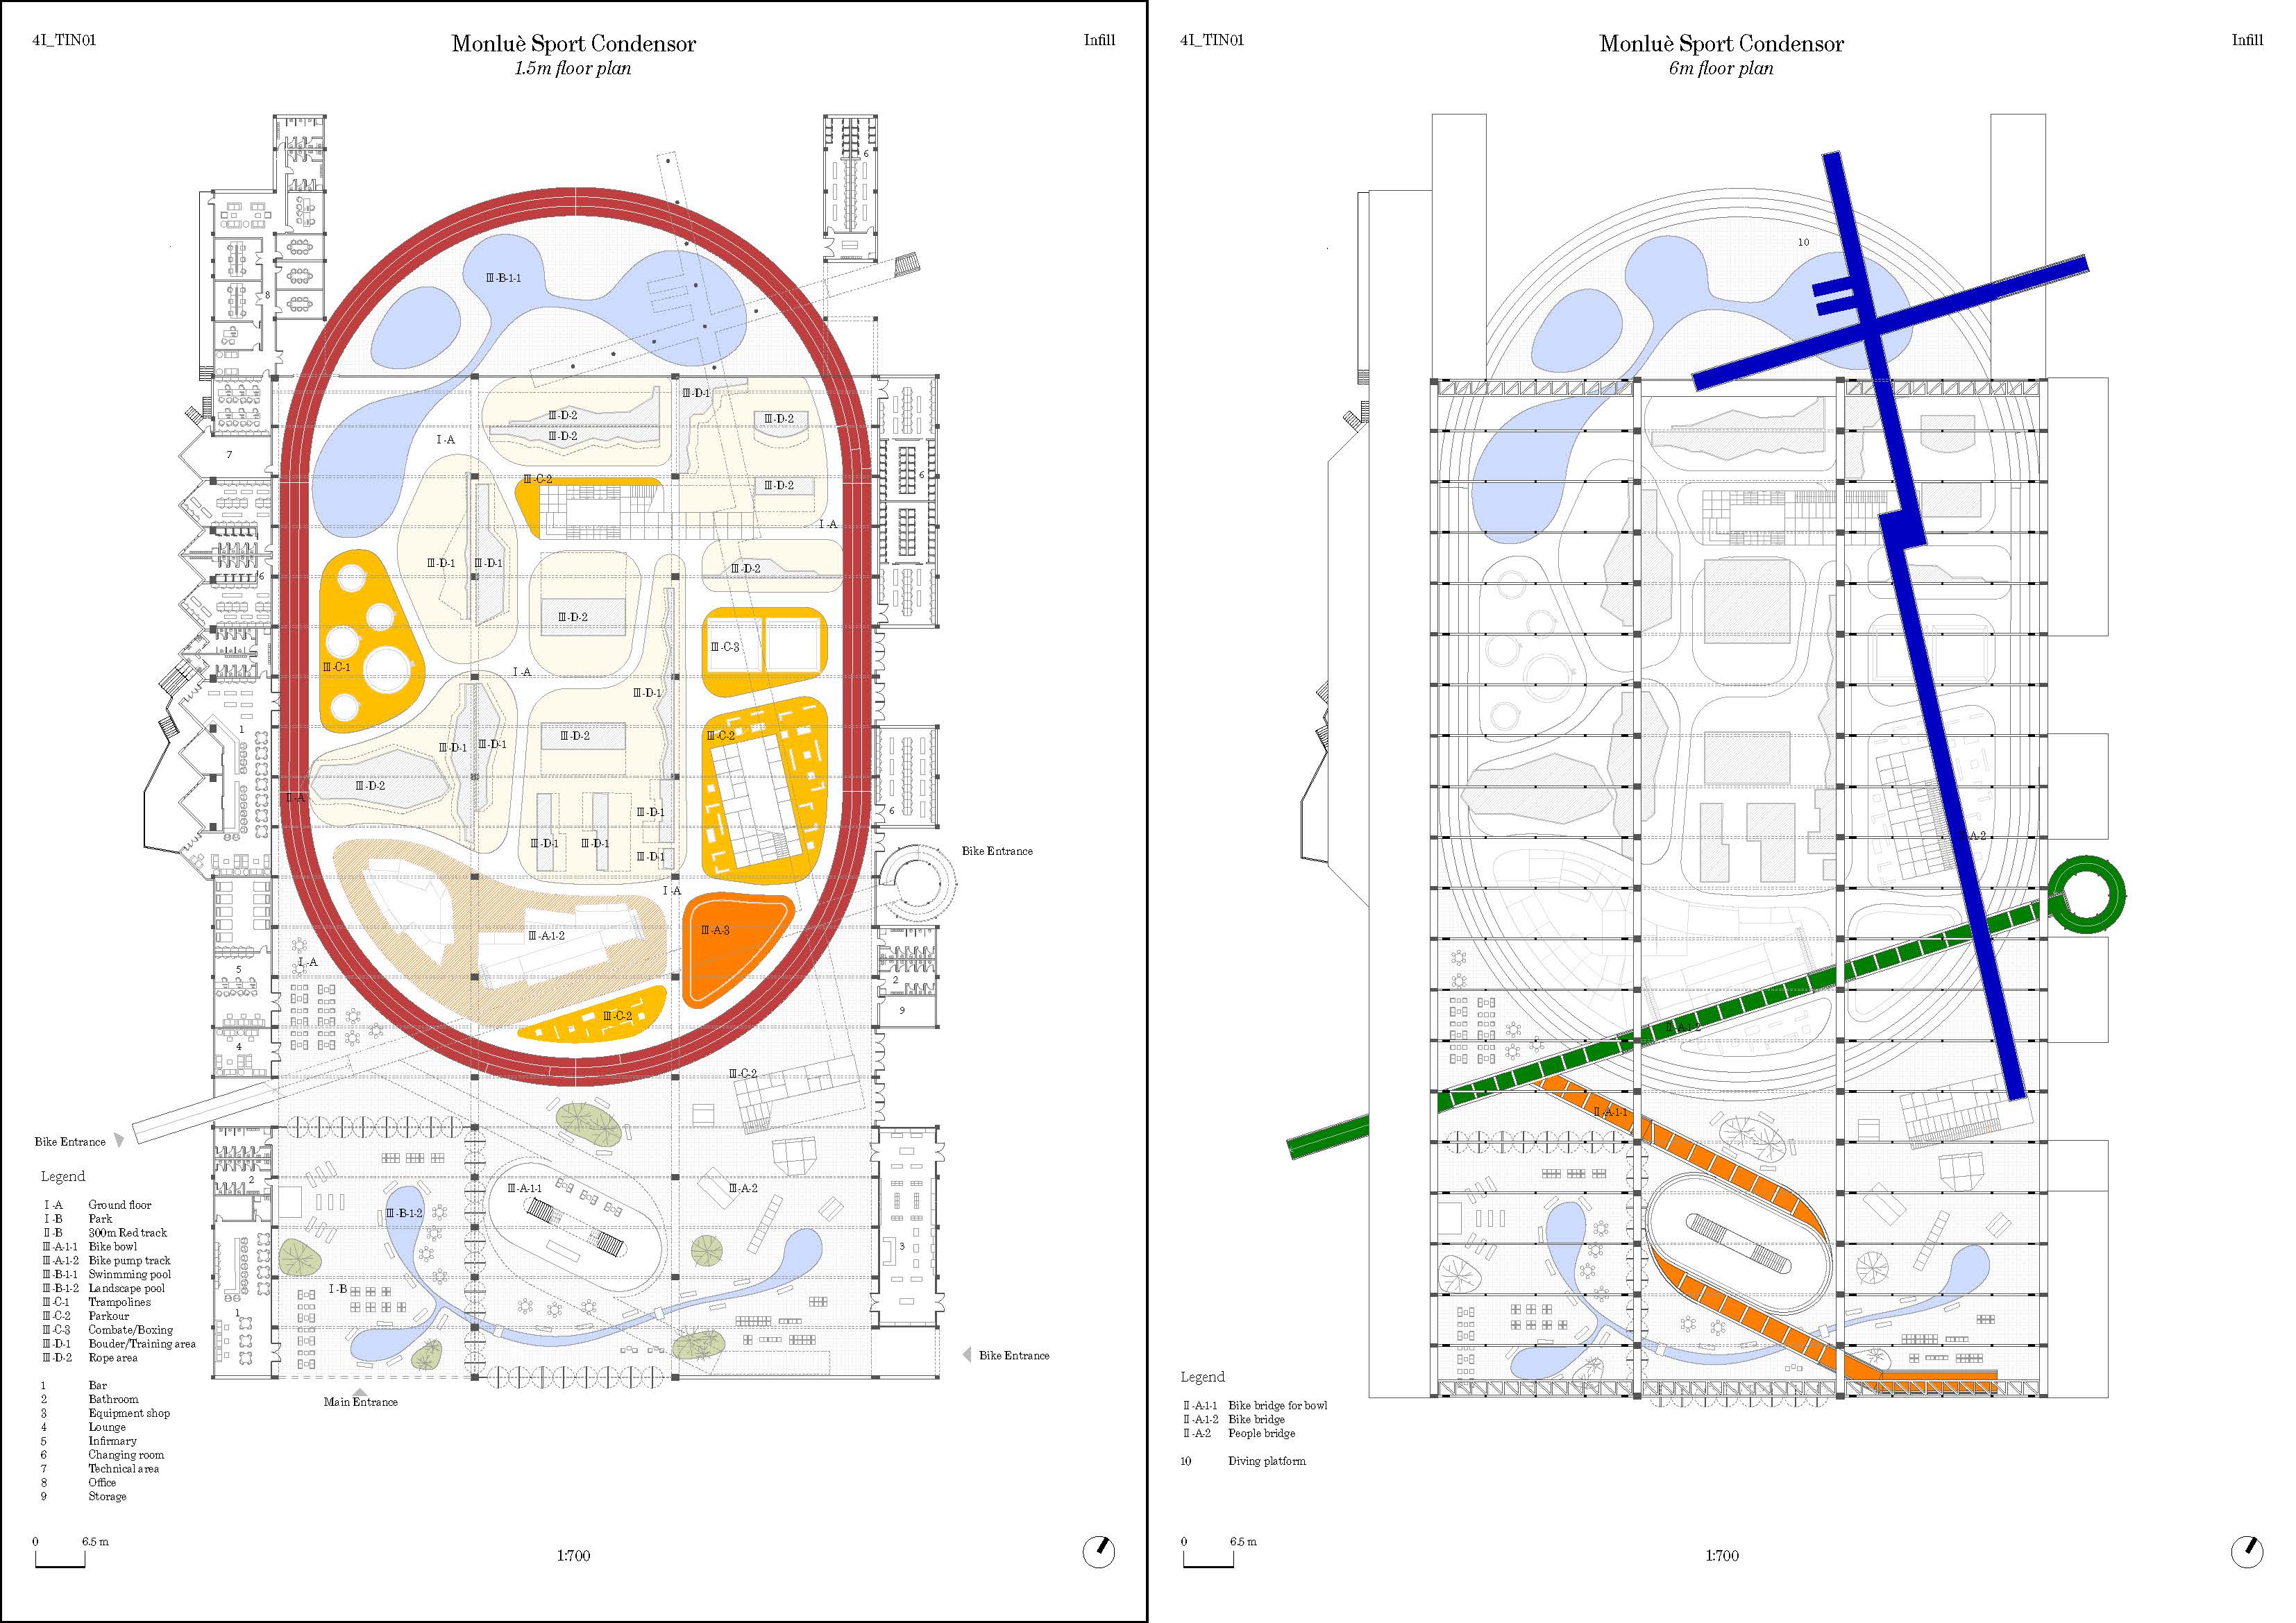 4I_TIN01
Monluè Sport Condensor
1.5m floor plan
Infill
6
III-B-1-1
8
III-D-1
III-D-2
III-D-2
III-D-2
I-A
7
III-C-2
III-D-2
6
I-A
III-D-1
III-D-1
III-D-2
6
III-D-2
III-C-3
III-C-1
I-A
III-D-1
1
III-D-2
III-C-2
III-D-1
III-D-1
III-D-2
II-A
III-D-1
6
III-D-1
III-D-1
III-D-1
Bike Entrance
I-A
III-A-3
III-A-1-2
I-A
5
2
9
III-C-2
4
III-C-2
Bike Entrance
2
III-A-1-1
III-A-2
III-B-1-2
3
I-B
1
Bike Entrance
Main Entrance
Legend
I-A Ground floor
I-B Park
II-B 300m Red track
III-A-1-1 Bike bowl
III-A-1-2 Bike pump track
III-B-1-1 Swinmming pool
III-B-1-2 Landscape pool
III-C-1 Trampolines
III-C-2 Parkour
III-C-3 Combate/Boxing
III-D-1 Bouder/Training area
III-D-2 Rope area
1 Bar
2 Bathroom
3 Equipment shop
4 Lounge
5 Infirmary
6 Changing room
7 Technical area
8 Office
9 Storage
0 6.5 m
1:700
4I_TIN01
Monluè Sport Condensor
6m floor plan
Infill
10
A-2
II-A-1-2
II-A-1-1
Legend
II-A-1-1 Bike bridge for bowl
II-A-1-2 Bike bridge
II-A-2 People bridge
10 Diving platform
0 6.5 m
1:700